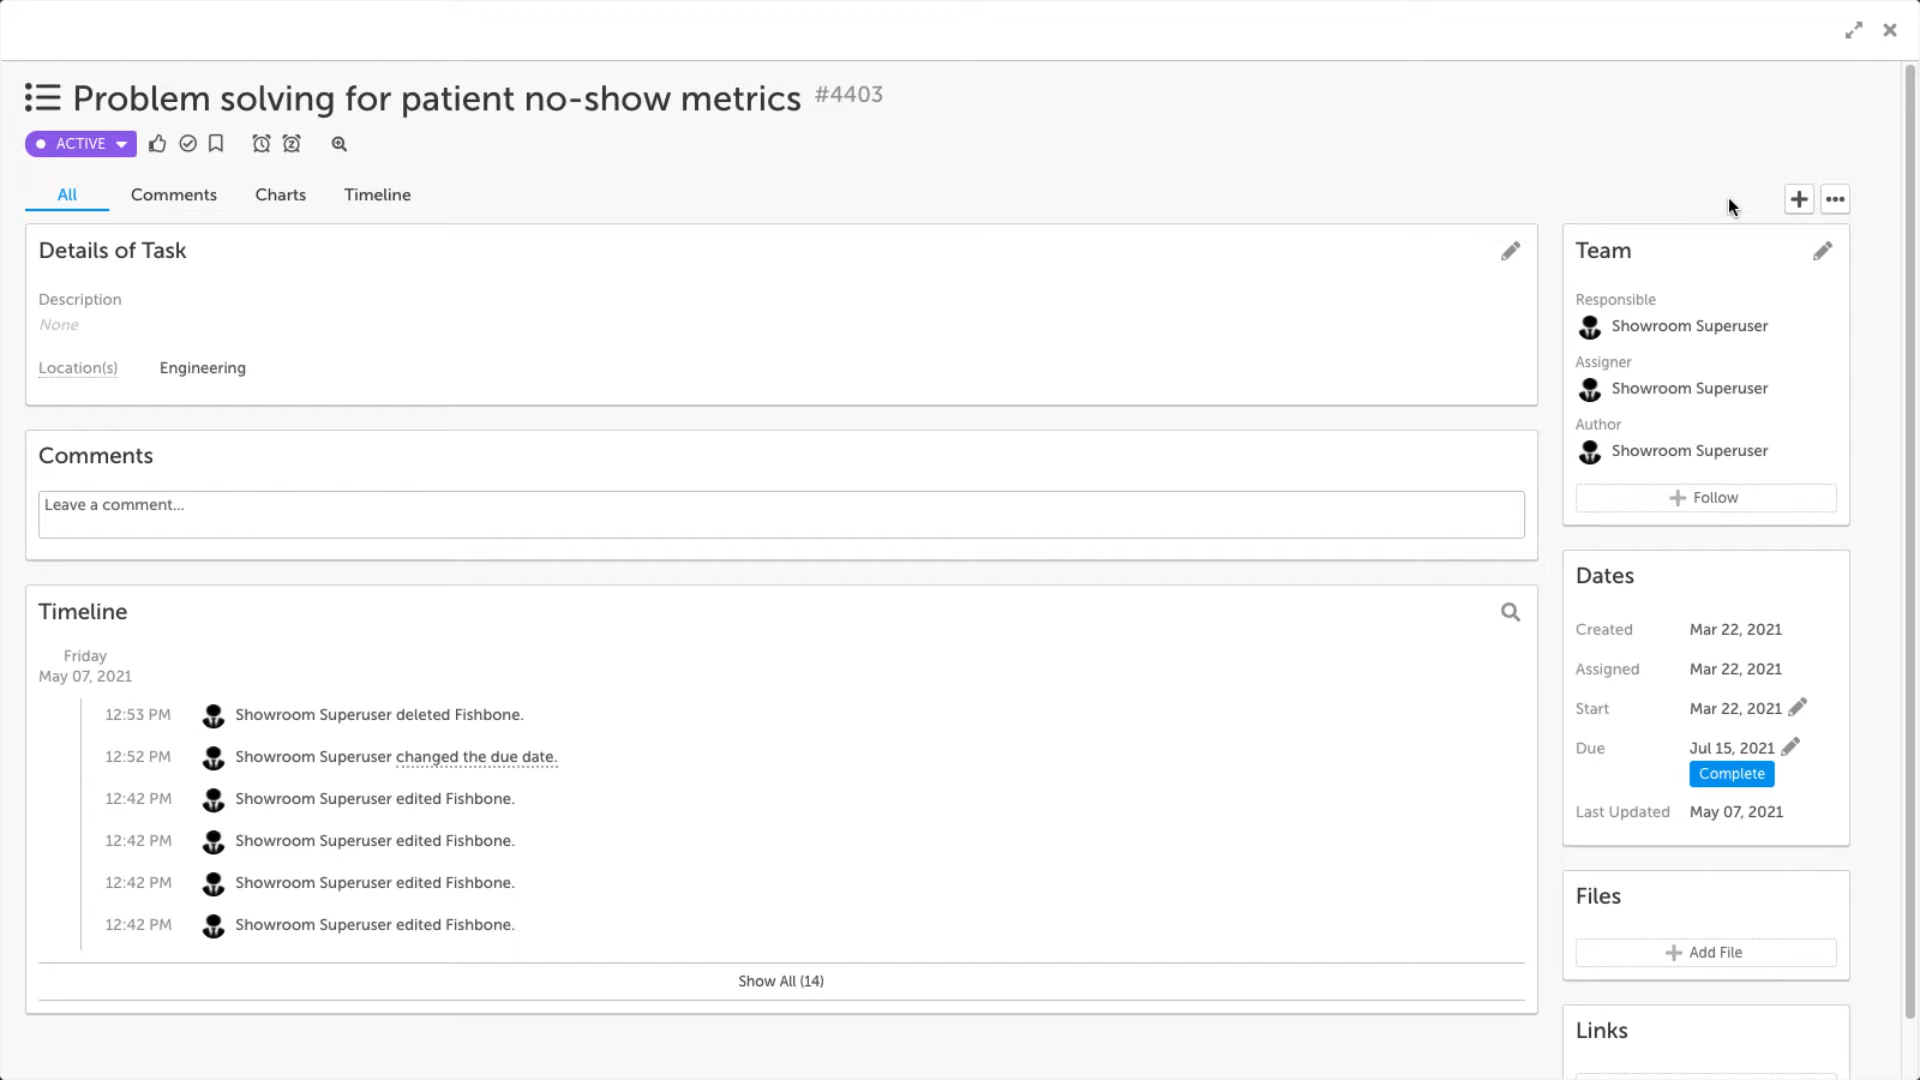 Problem solving for patient no-show metrics #4403
ACTIVE
All Comments Charts Timeline
Details of Task
Description
None
Location(s) Engineering
Comments
Leave a comment...
Timeline
Friday
May 07, 2021
12:53 PM Showroom Superuser deleted Fishbone.
12:52 PM Showroom Superuser changed the due date.
12:42 PM Showroom Superuser edited Fishbone.
12:42 PM Showroom Superuser edited Fishbone.
12:42 PM Showroom Superuser edited Fishbone.
12:42 PM Showroom Superuser edited Fishbone.
Show All (14)
Team
Responsible
Showroom Superuser
Assigner
Showroom Superuser
Author
Showroom Superuser
Follow
Dates
Created Mar 22, 2021
Assigned Mar 22, 2021
Start Mar 22, 2021
Due Jul 15, 2021
Complete
Last Updated May 07, 2021
Files
Add File
Links